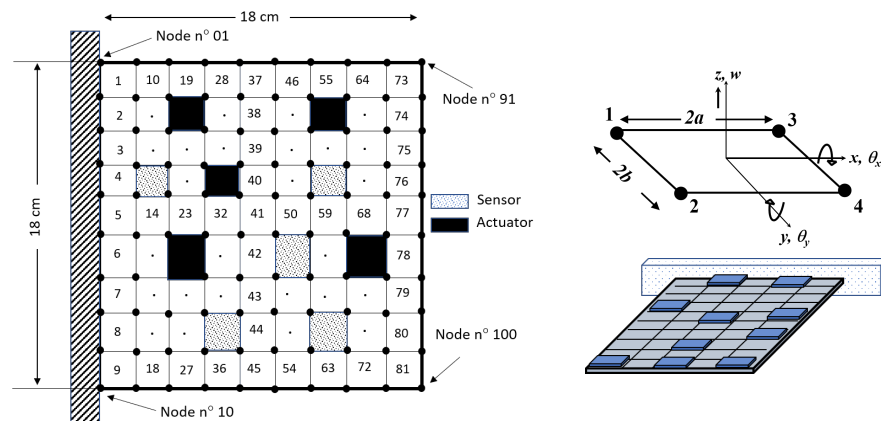 18 cm
Node n° 01
1 10 19 28 37 46 55 64 73
Node n° 91
2 38 74
3 39 75
4 40 76
5 14 23 32 41 50 59 68 77
6 42 78
7 43 79
8 44 80
9 18 27 36 45 54 63 72 81
18 cm
Node n° 100
Node n° 10
Sensor
Actuator
z, w
1 2a 3
x, θx
2b
2 4
y, θy